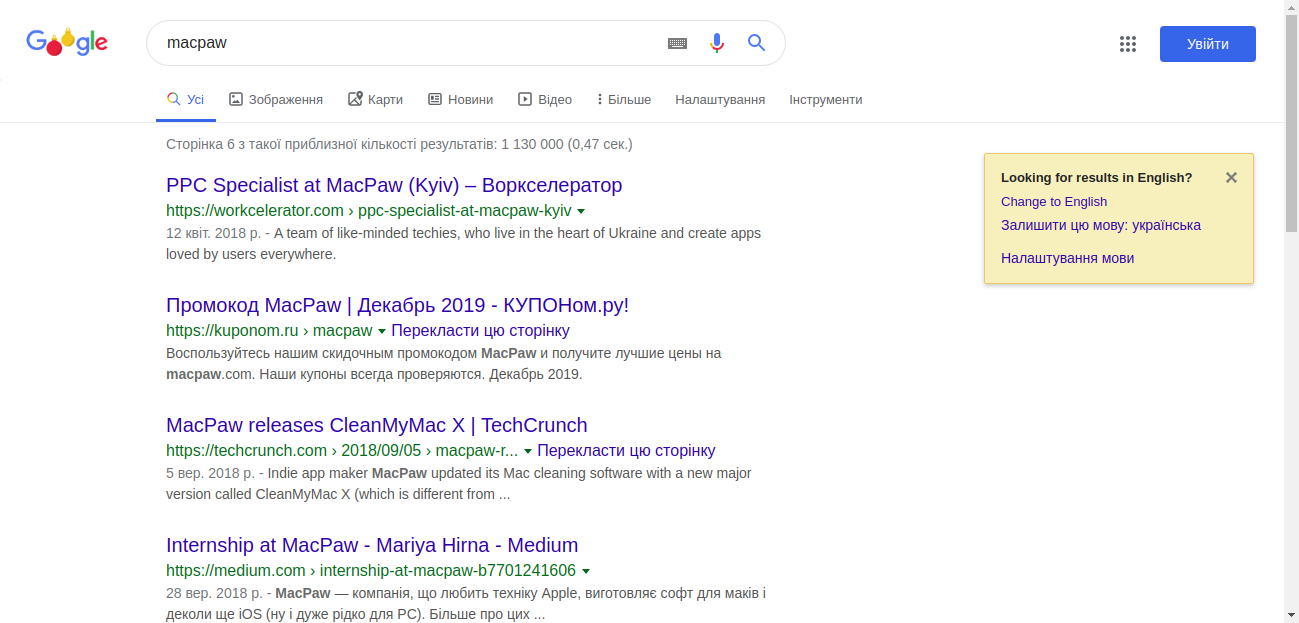 Google
macpaw
Увійти
Усі Зображення Карти Новини Відео Більше Налаштування Інструменти
Сторінка 6 з такої приблизної кількості результатів: 1 130 000 (0,47 сек.)
PPC Specialist at MacPaw (Kyiv) – Воркселератор
https://workcelerator.com › ppc-specialist-at-macpaw-kyiv
12 квіт. 2018 р. - A team of like-minded techies, who live in the heart of Ukraine and create apps
loved by users everywhere.
Промокод MacPaw | Декабрь 2019 - КУПОНом.ру!
https://kuponom.ru › macpaw Перекласти цю сторінку
Воспользуйтесь нашим скидочным промокодом MacPaw и получите лучшие цены на
macpaw.com. Наши купоны всегда проверяются. Декабрь 2019.
MacPaw releases CleanMyMac X | TechCrunch
https://techcrunch.com › 2018/09/05 › macpaw-r... Перекласти цю сторінку
5 вер. 2018 р. - Indie app maker MacPaw updated its Mac cleaning software with a new major
version called CleanMyMac X (which is different from ...
Internship at MacPaw - Mariya Hirna - Medium
https://medium.com › internship-at-macpaw-b7701241606
28 вер. 2018 р. - MacPaw — компанія, що любить техніку Apple, виготовляє софт для маків і
деколи ще iOS (ну і дуже рідко для PC). Більше про цих ...
Looking for results in English?
Change to English
Залишити цю мову: українська
Налаштування мови